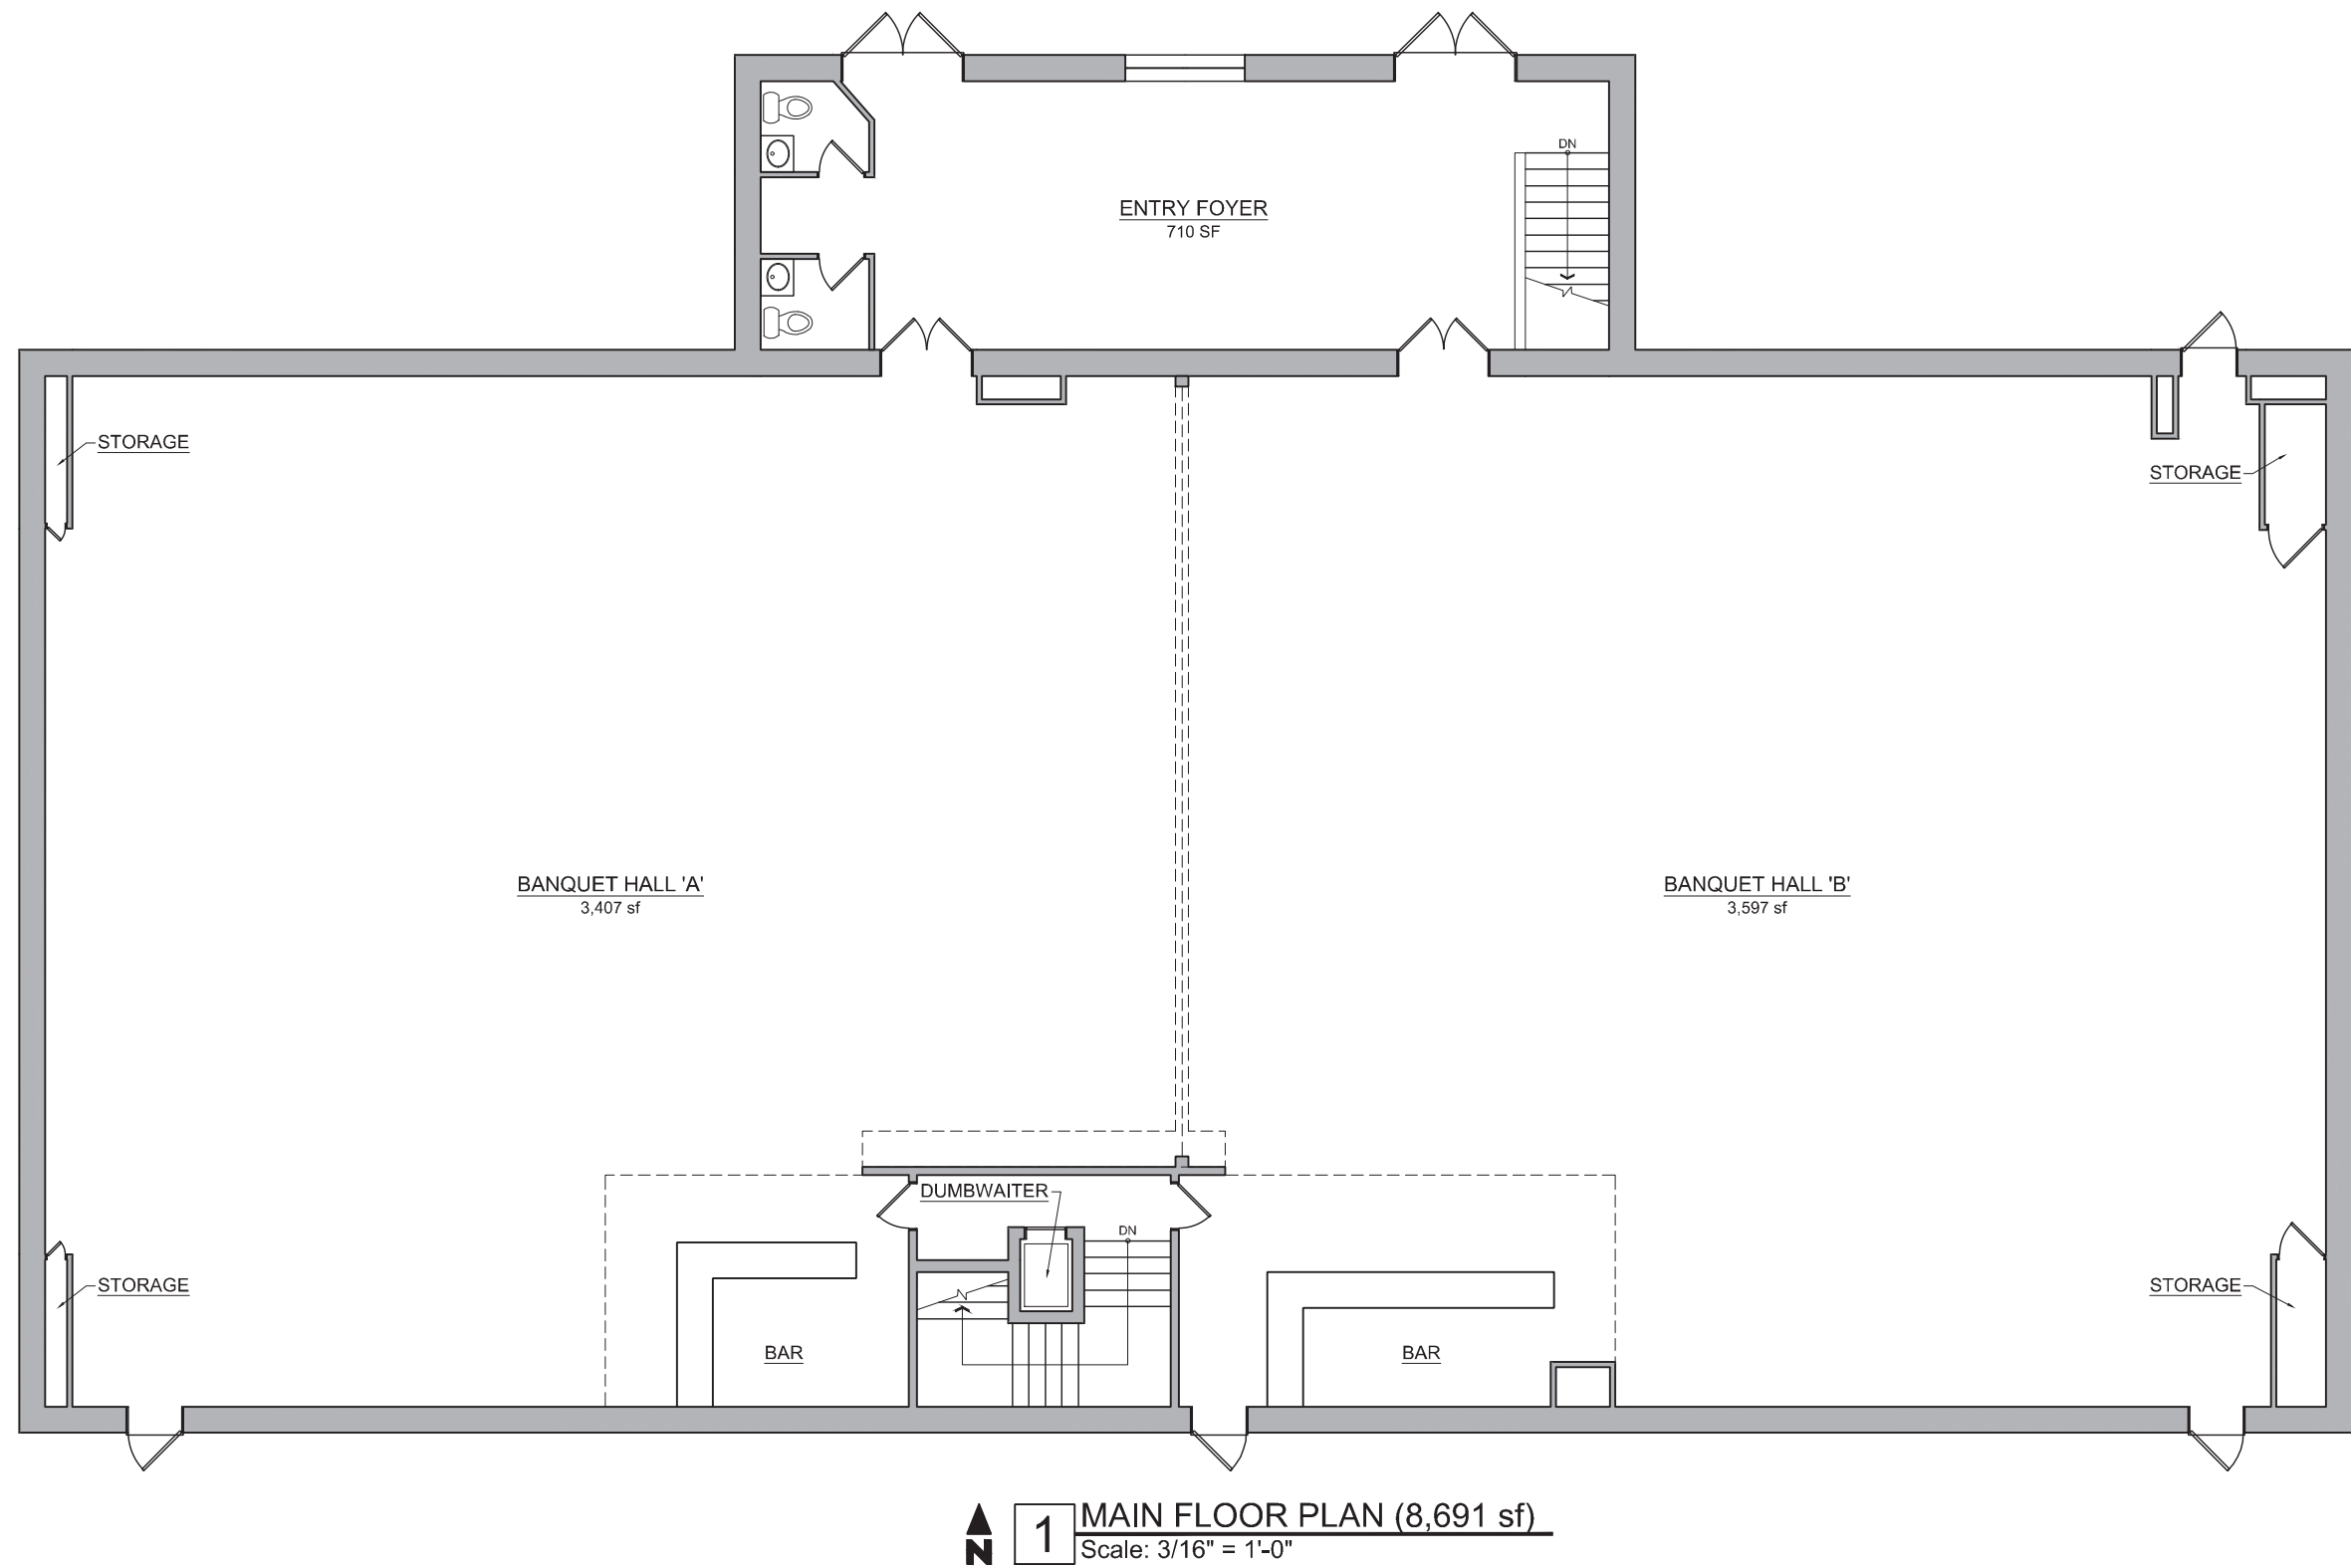 DN
ENTRY FOYER
710 SF
STORAGE
STORAGE
BANQUET HALL 'A'
3,407 sf
BANQUET HALL 'B'
3,597 sf
DUMBWAITER
DN
STORAGE
STORAGE
BAR
BAR
N
1
MAIN FLOOR PLAN (8,691 sf)
Scale: 3/16" = 1'-0"